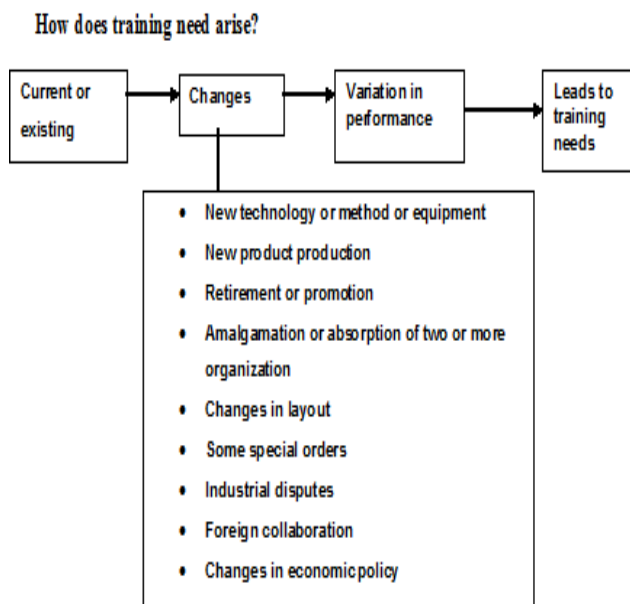 How does training need arise?
Current or
existing
Changes
Variation in
performance
Leads to
training
needs
• New technology or method or equipment
• New product production
• Retirement or promotion
• Amalgamation or absorption of two or more
organization
• Changes in layout
• Some special orders
• Industrial disputes
• Foreign collaboration
• Changes in economic policy